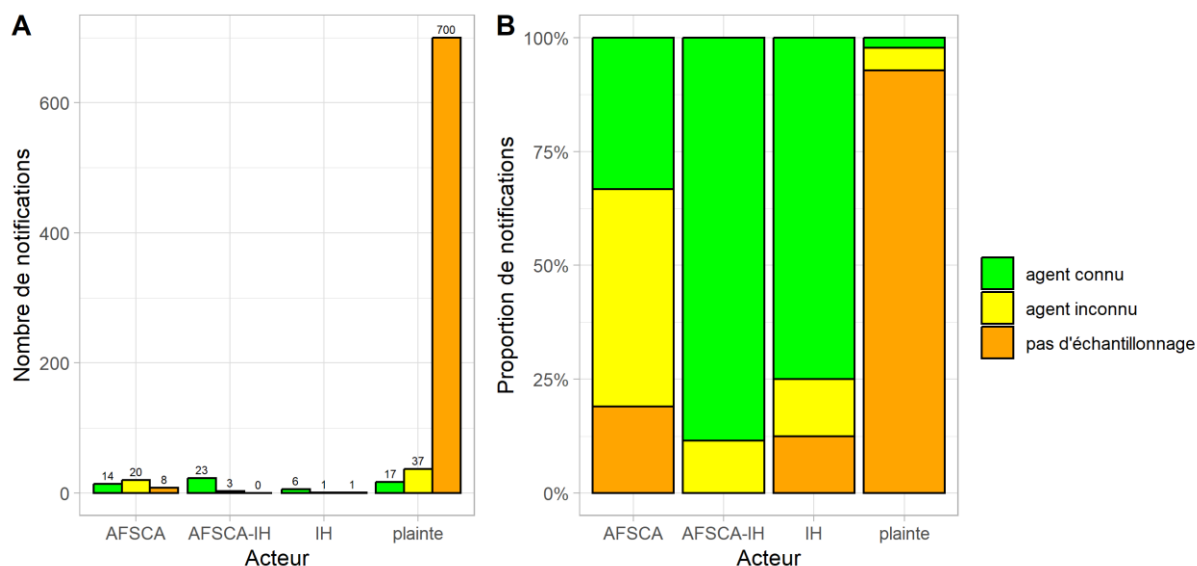 A
Nombre de notifications
600
400
200
0
14
20
8
23
3
0
6
1
1
17
37
700
AFSCA
AFSCA-IH
IH
plainte
Acteur
B
Proportion de notifications
100%
75%
50%
25%
0%
AFSCA
AFSCA-IH
IH
plainte
Acteur
agent connu
agent inconnu
pas d'échantillonnage